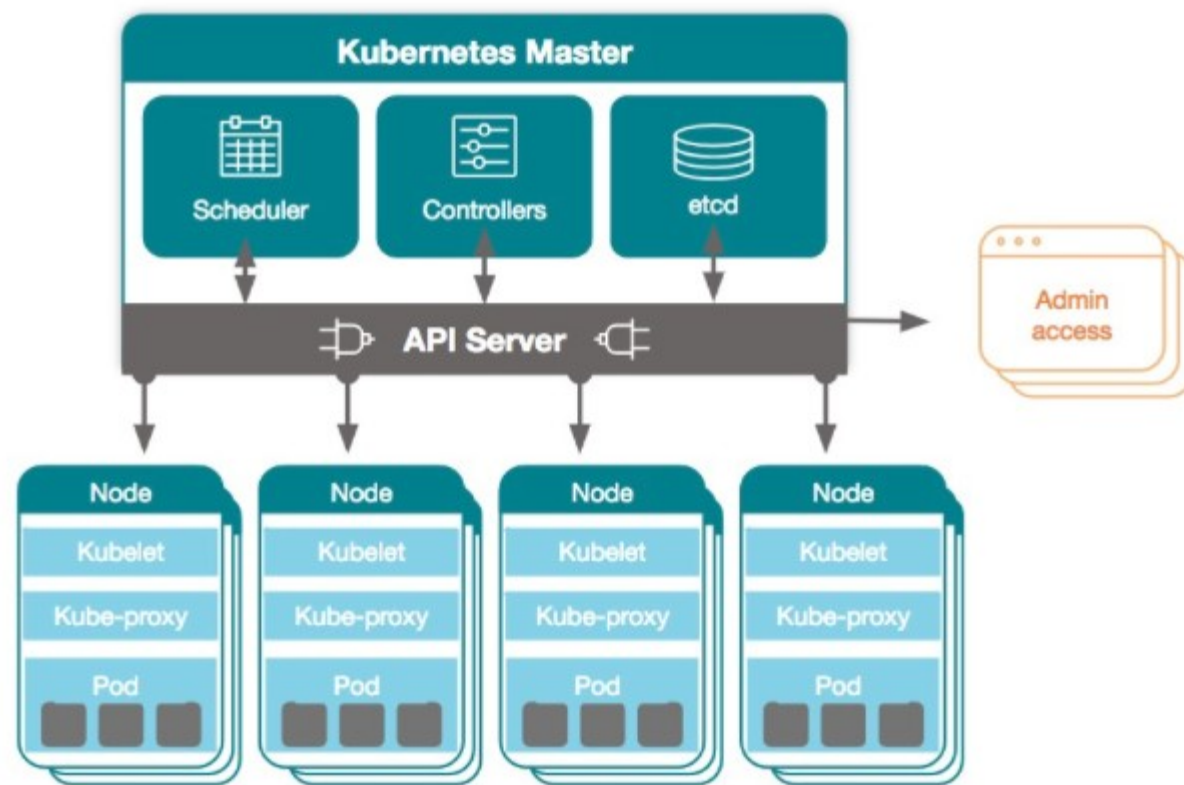 Kubernetes Master
Scheduler
Controllers
etcd
API Server
Admin
access
Node
Kubelet
Kube-proxy
Pod
Node
Kubelet
Kube-proxy
Pod
Node
Kubelet
Kube-proxy
Pod
Node
Kubelet
Kube-proxy
Pod